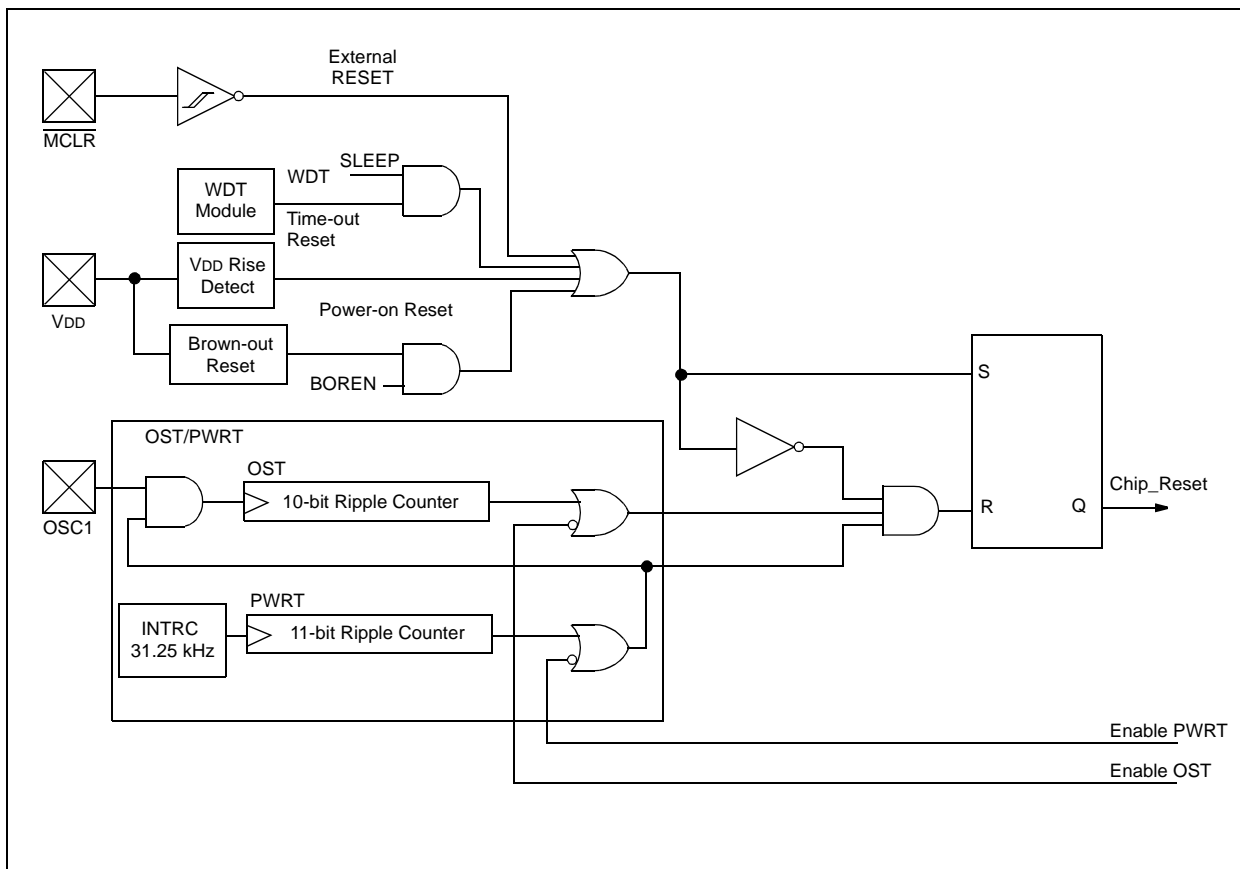 External
RESET
MCLR
SLEEP
WDT
WDT
Module
Time-out
Reset
VDD Rise
Detect
VDD
Power-on Reset
Brown-out
Reset
BOREN
S
OST/PWRT
OST
OSC1
10-bit Ripple Counter
Chip_Reset
R
Q
PWRT
INTRC
31.25 kHz
11-bit Ripple Counter
Enable PWRT
Enable OST